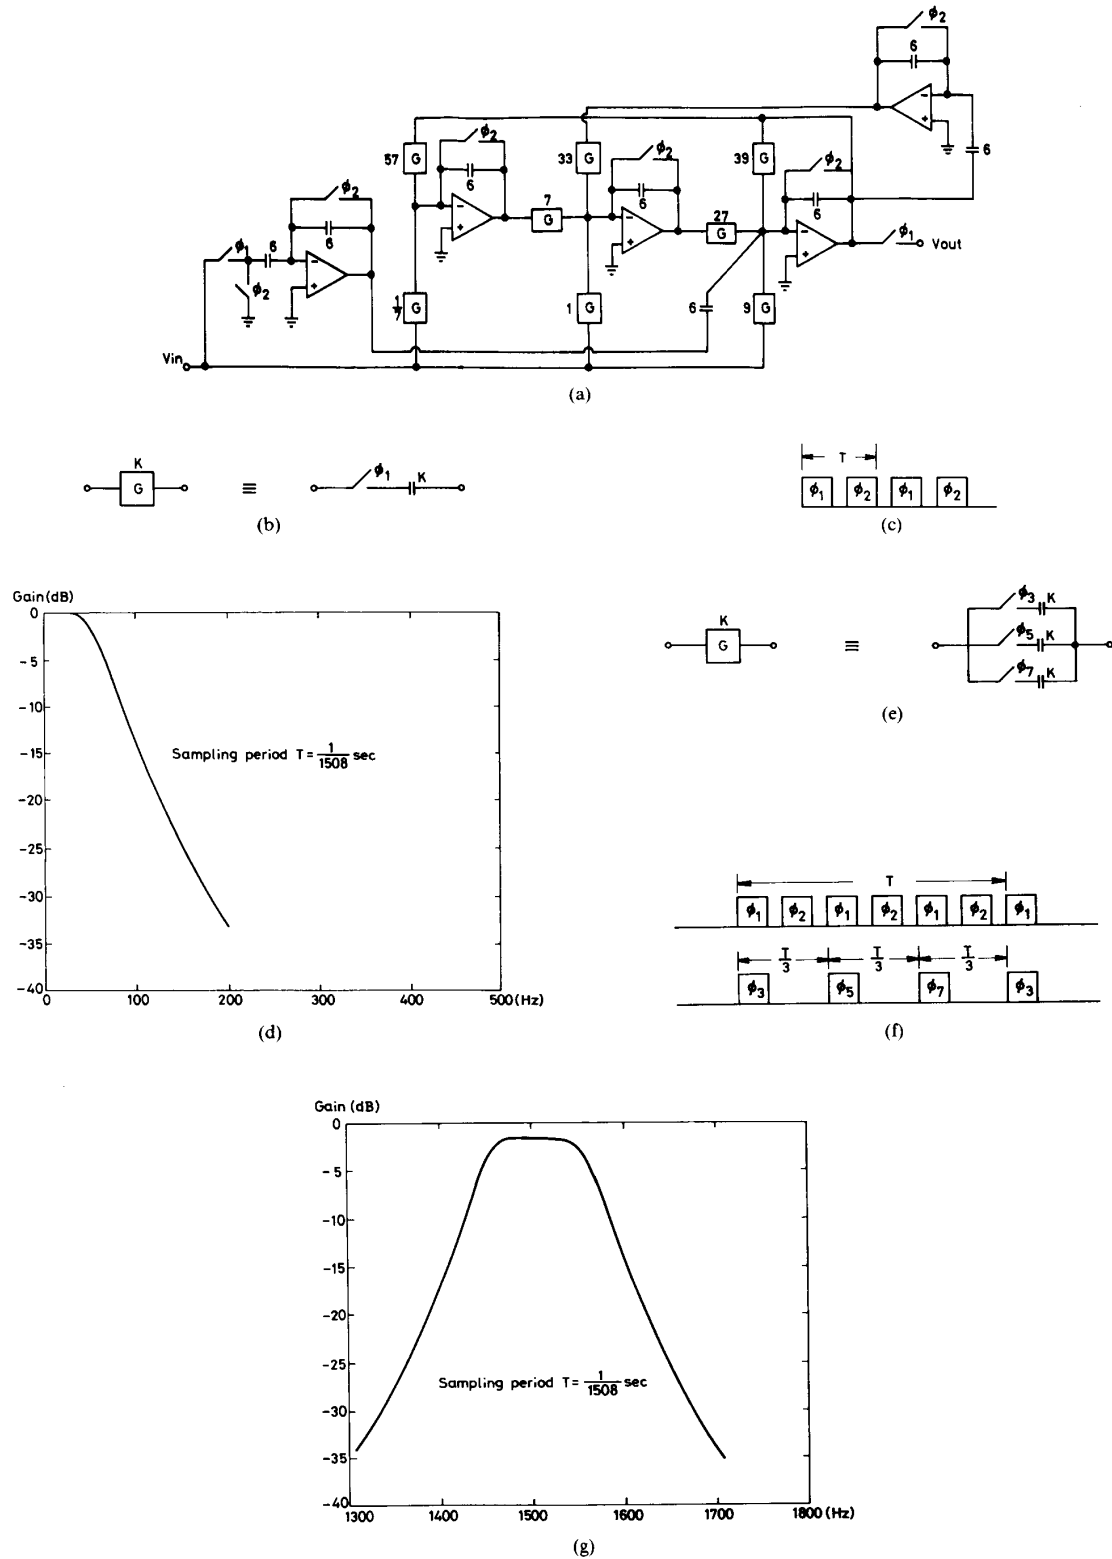 ϕ2
6
6
ϕ2
57 G
6
33 G
ϕ2
6
39 G
ϕ2
6
7
G
27
G
ϕ2
6
ϕ1
6
ϕ2
ϕ1
Vout
1/7 G
1 G
6
9 G
Vin
(a)
K
G
≡
ϕ1
K
(b)
T
ϕ1 ϕ2 ϕ1 ϕ2
(c)
Gain (dB)
0
-5
-10
-15
-20
-25
-30
-35
-40
Sampling period T = 1/1508 sec
0 100 200 300 400 500 (Hz)
(d)
K
G
≡
ϕ3 K
ϕ5 K
ϕ7 K
(e)
T
ϕ1 ϕ2 ϕ1 ϕ2 ϕ1 ϕ2 ϕ1
T/3 T/3 T/3
ϕ3 ϕ5 ϕ7 ϕ3
(f)
Gain (dB)
0
-5
-10
-15
-20
-25
-30
-35
-40
Sampling period T = 1/1508 sec
1300 1400 1500 1600 1700 1800 (Hz)
(g)